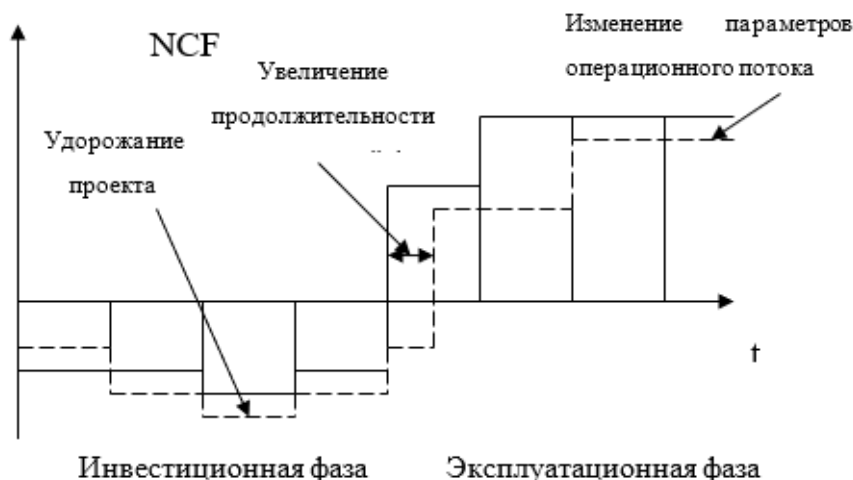 NCF
Изменение параметров
операционного потока
Увеличение
продолжительности
Удорожание
проекта
t
Инвестиционная фаза
Эксплуатационная фаза